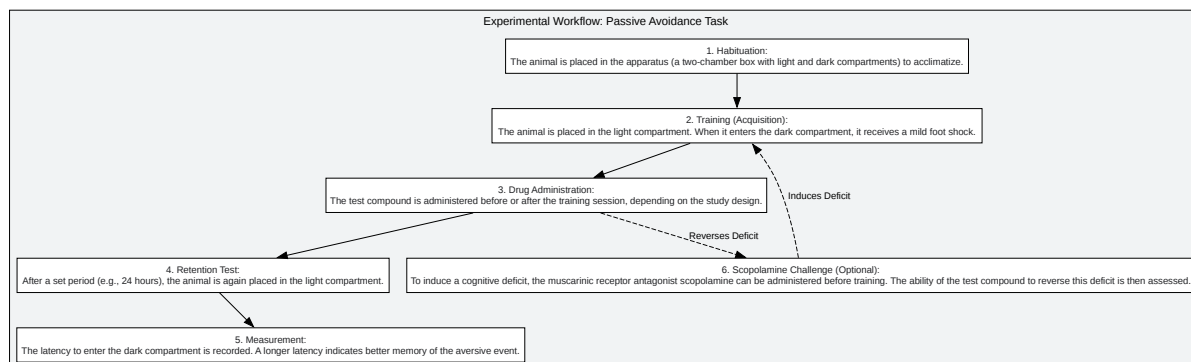 Experimental Workflow: Passive Avoidance Task
1. Habituation:
The animal is placed in the apparatus (a two-chamber box with light and dark compartments) to acclimatize.
2. Training (Acquisition):
The animal is placed in the light compartment. When it enters the dark compartment, it receives a mild foot shock.
Induces Deficit
3. Drug Administration:
The test compound is administered before or after the training session, depending on the study design.
Reverses Deficit
4. Retention Test:
After a set period (e.g., 24 hours), the animal is again placed in the light compartment.
6. Scopolamine Challenge (Optional):
To induce a cognitive deficit, the muscarinic receptor antagonist scopolamine can be administered before training. The ability of the test compound to reverse this deficit is then assessed.
5. Measurement:
The latency to enter the dark compartment is recorded. A longer latency indicates better memory of the aversive event.